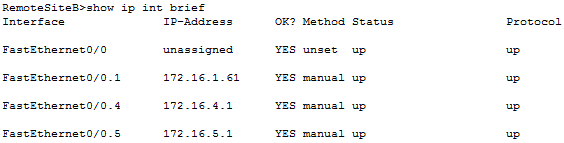 RemoteSiteB>show ip int brief
Interface IP-Address OK? Method Status Protocol
FastEthernet0/0 unassigned YES unset up up
FastEthernet0/0.1 172.16.1.61 YES manual up up
FastEthernet0/0.4 172.16.4.1 YES manual up up
FastEthernet0/0.5 172.16.5.1 YES manual up up